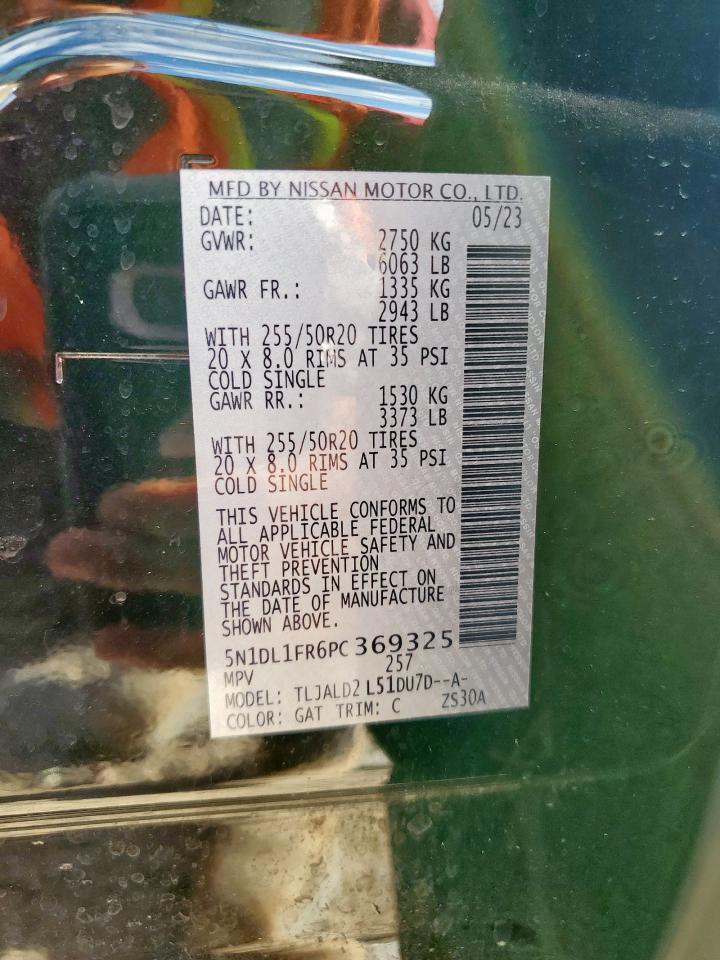 MFD BY NISSAN MOTOR CO., LTD.
DATE: 05/23
GVWR: 2750 KG
6063 LB
GAWR FR.: 1335 KG
2943 LB
WITH 255/50R20 TIRES
20 X 8.0 RIMS AT 35 PSI
COLD SINGLE
GAWR RR.: 1530 KG
3373 LB
WITH 255/50R20 TIRES
20 X 8.0 RIMS AT 35 PSI
COLD SINGLE
THIS VEHICLE CONFORMS TO
ALL APPLICABLE FEDERAL
MOTOR VEHICLE SAFETY AND
THEFT PREVENTION
STANDARDS IN EFFECT ON
THE DATE OF MANUFACTURE
SHOWN ABOVE.
5N1DL1FR6PC369325
MPV 257
MODEL: TLJALD2 L51DU7D--A-
COLOR: GAT TRIM: C ZS30A